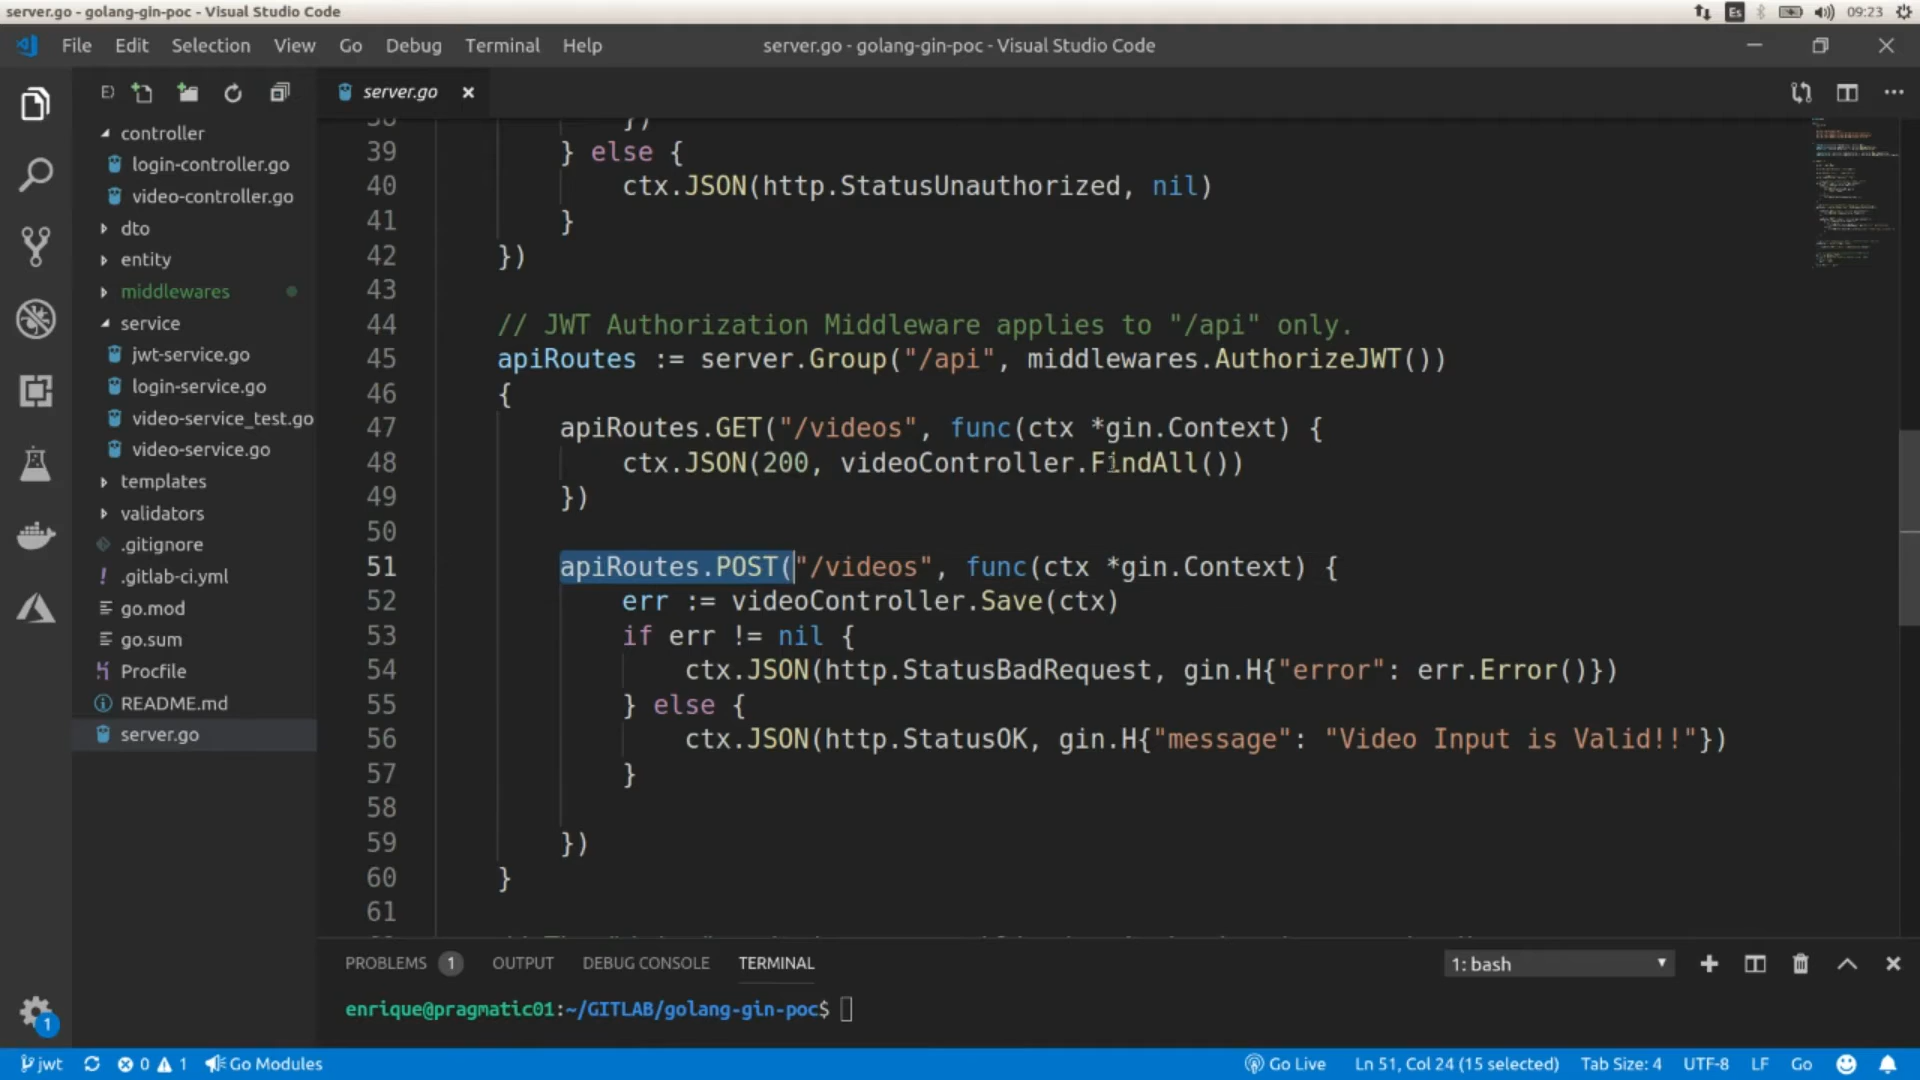 server.go - golang-gin-poc - Visual Studio Code
Es
09:23
File Edit Selection View Go Debug Terminal Help
server.go - golang-gin-poc - Visual Studio Code
server.go
controller
login-controller.go
video-controller.go
dto
entity
middlewares
service
jwt-service.go
login-service.go
video-service_test.go
video-service.go
templates
validators
.gitignore
.gitlab-ci.yml
go.mod
go.sum
Procfile
README.md
server.go
38 })
39 } else {
40 ctx.JSON(http.StatusUnauthorized, nil)
41 }
42 })
43
44 // JWT Authorization Middleware applies to "/api" only.
45 apiRoutes := server.Group("/api", middlewares.AuthorizeJWT())
46 {
47 apiRoutes.GET("/videos", func(ctx *gin.Context) {
48 ctx.JSON(200, videoController.FindAll())
49 })
50
51 apiRoutes.POST("/videos", func(ctx *gin.Context) {
52 err := videoController.Save(ctx)
53 if err != nil {
54 ctx.JSON(http.StatusBadRequest, gin.H{"error": err.Error()})
55 } else {
56 ctx.JSON(http.StatusOK, gin.H{"message": "Video Input is Valid!!"})
57 }
58
59 })
60 }
61
PROBLEMS 1 OUTPUT DEBUG CONSOLE TERMINAL
1: bash
enrique@pragmatic01:~/GITLAB/golang-gin-poc$
1
jwt 0 1 Go Modules
Go Live Ln 51, Col 24 (15 selected) Tab Size: 4 UTF-8 LF Go